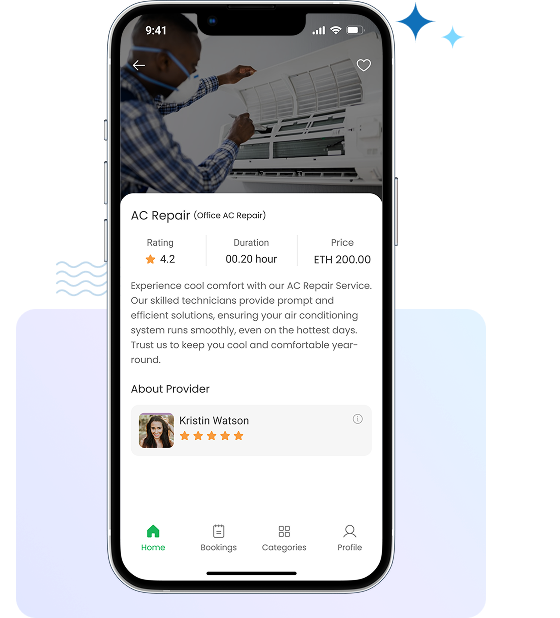 9:41
AC Repair (Office AC Repair)
Rating Duration Price
4.2 00.20 hour ETH 200.00
Experience cool comfort with our AC Repair Service.
Our skilled technicians provide prompt and
efficient solutions, ensuring your air conditioning
system runs smoothly, even on the hottest days.
Trust us to keep you cool and comfortable year-
round.
About Provider
Kristin Watson
Home Bookings Categories Profile